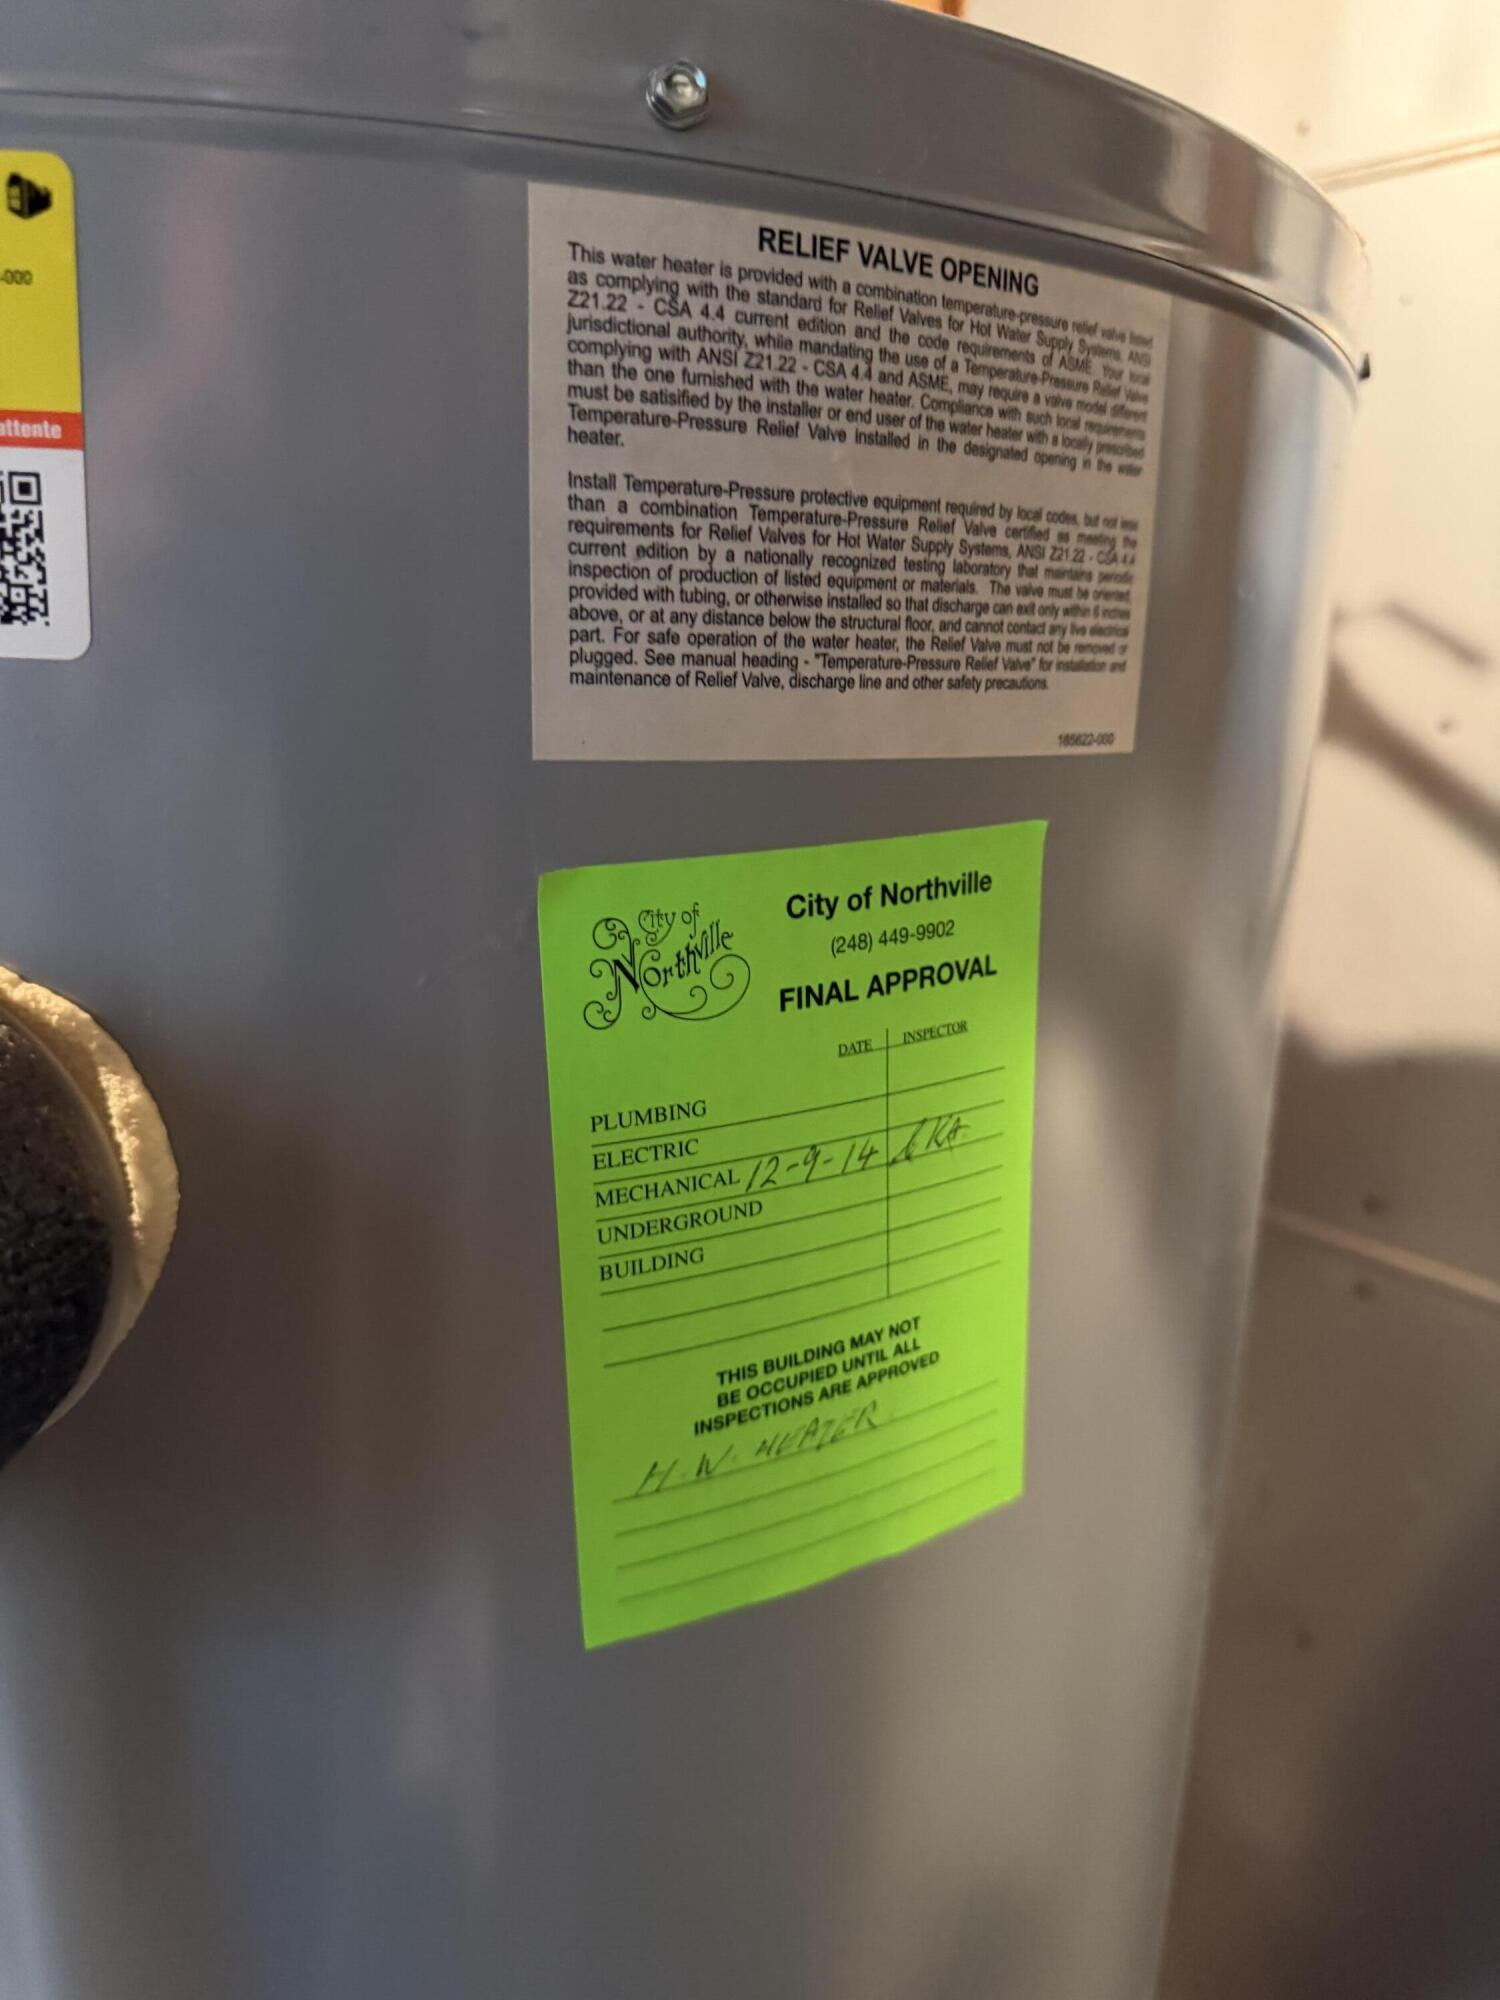 -000
attente
RELIEF VALVE OPENING
This water heater is provided with a combination temperature-pressure relief valve listed
as complying with the standard for Relief Valves for Hot Water Supply Systems, ANSI
Z21.22 - CSA 4.4 current edition and the code requirements of ASME. Your local
jurisdictional authority, while mandating the use of a Temperature-Pressure Relief Valve
complying with ANSI Z21.22 - CSA 4.4 and ASME, may require a valve model different
than the one furnished with the water heater. Compliance with such local requirements
must be satisified by the installer or end user of the water heater with a locally prescribed
Temperature-Pressure Relief Valve installed in the designated opening in the water
heater.
Install Temperature-Pressure protective equipment required by local codes, but not less
than a combination Temperature-Pressure Relief Valve certified as meeting the
requirements for Relief Valves for Hot Water Supply Systems, ANSI Z21.22 - CSA 4.4
current edition by a nationally recognized testing laboratory that maintains periodic
inspection of production of listed equipment or materials. The valve must be oriented,
provided with tubing, or otherwise installed so that discharge can exit only within 6 inches
above, or at any distance below the structural floor, and cannot contact any live electrical
part. For safe operation of the water heater, the Relief Valve must not be removed or
plugged. See manual heading - "Temperature-Pressure Relief Valve" for installation and
maintenance of Relief Valve, discharge line and other safety precautions.
185622-000
City of
Northville
City of Northville
(248) 449-9902
FINAL APPROVAL
DATE INSPECTOR
PLUMBING
ELECTRIC
MECHANICAL 12-9-14
UNDERGROUND
BUILDING
THIS BUILDING MAY NOT
BE OCCUPIED UNTIL ALL
INSPECTIONS ARE APPROVED
H.W. HEATER